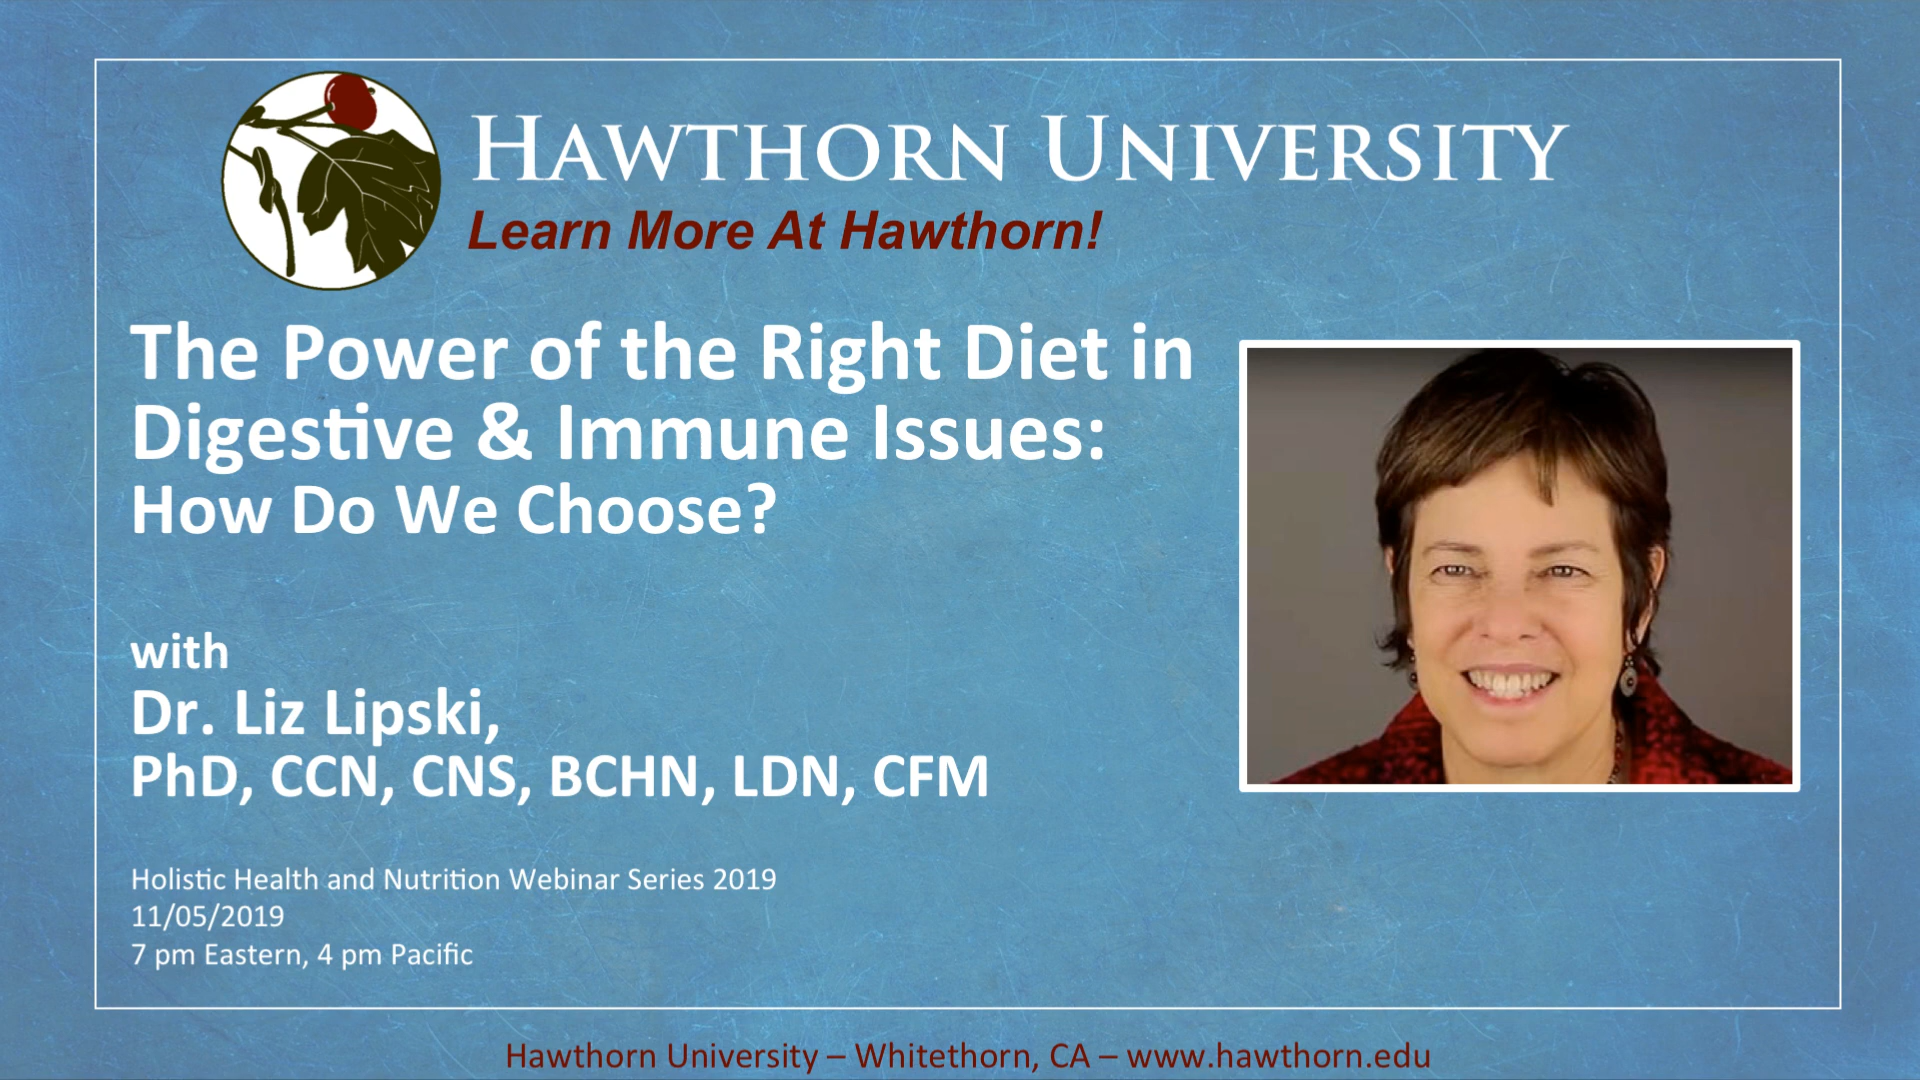 Hawthorn University
Learn More At Hawthorn!
The Power of the Right Diet in
Digestive & Immune Issues:
How Do We Choose?
with
Dr. Liz Lipski,
PhD, CCN, CNS, BCHN, LDN, CFM
Holistic Health and Nutrition Webinar Series 2019
11/05/2019
7 pm Eastern, 4 pm Pacific
Hawthorn University – Whitethorn, CA – www.hawthorn.edu